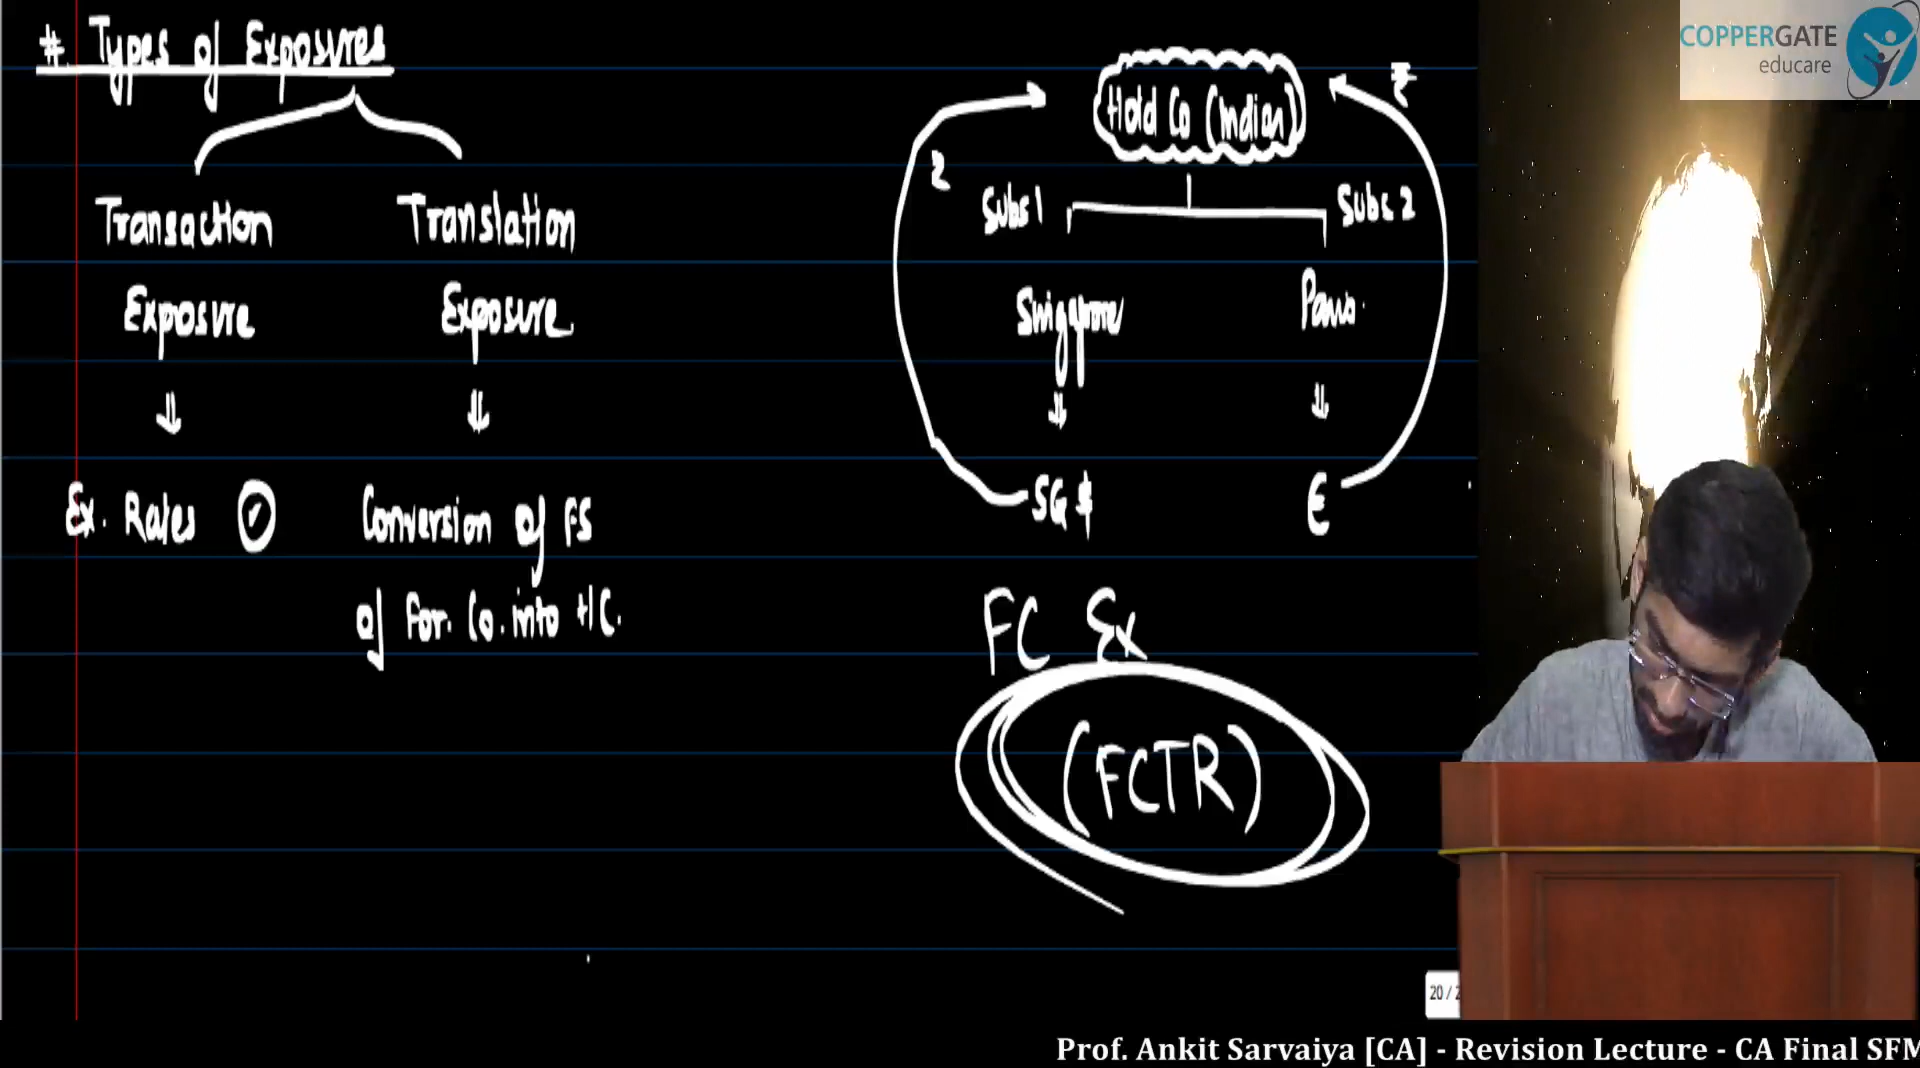 # Types of Exposures
Transaction
Exposure
Ex. Rates
Translation
Exposure
Conversion of FS
of for. Co. into HC.
Hold Co (Indian)
₹
Subs 1
Subs 2
Singapore
Paris.
SG $
€
FC Ex
(FCTR)
COPPERGATE
educare
20 / 2
Prof. Ankit Sarvaiya [CA] - Revision Lecture - CA Final SFM